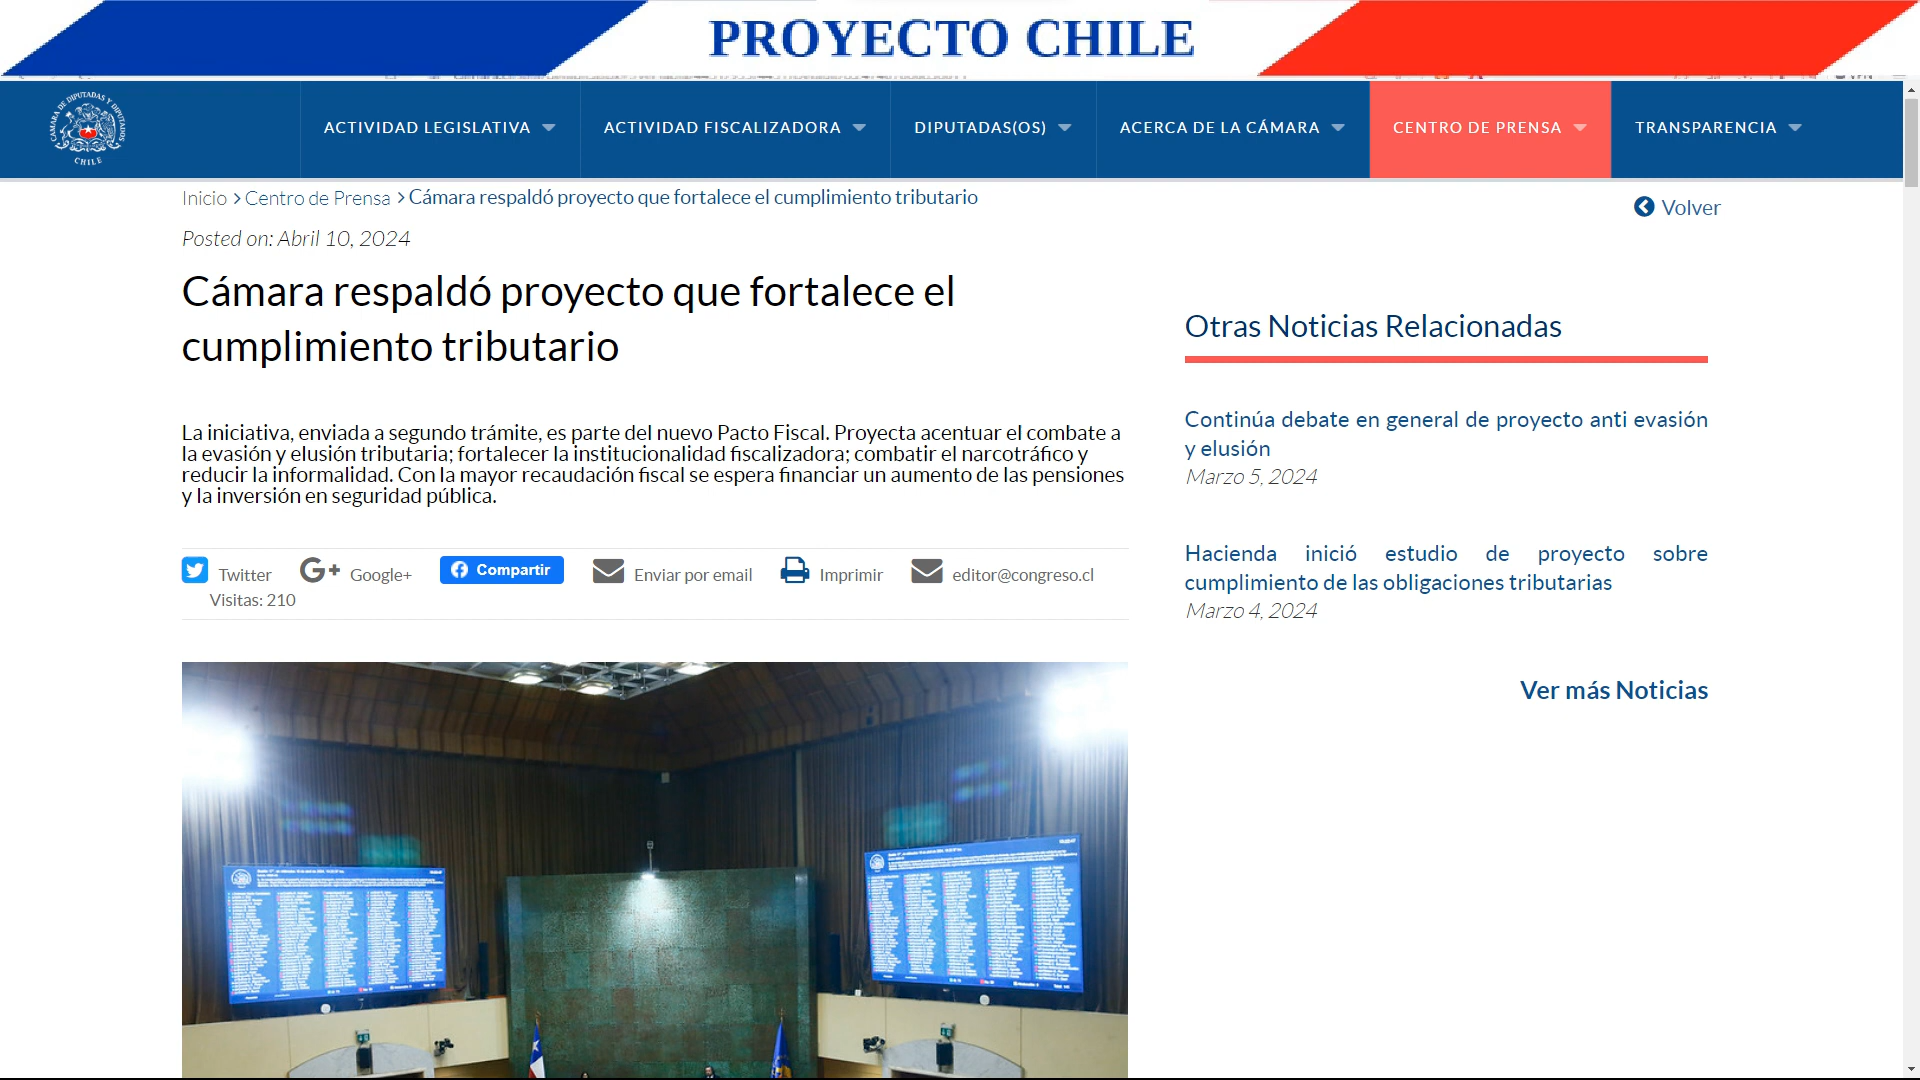 PROYECTO CHILE
CÁMARA DE DIPUTADAS Y DIPUTADOS
CHILE
ACTIVIDAD LEGISLATIVA
ACTIVIDAD FISCALIZADORA
DIPUTADAS(OS)
ACERCA DE LA CÁMARA
CENTRO DE PRENSA
TRANSPARENCIA
Inicio > Centro de Prensa > Cámara respaldó proyecto que fortalece el cumplimiento tributario
Volver
Posted on: Abril 10, 2024
Cámara respaldó proyecto que fortalece el
cumplimiento tributario
La iniciativa, enviada a segundo trámite, es parte del nuevo Pacto Fiscal. Proyecta acentuar el combate a
la evasión y elusión tributaria; fortalecer la institucionalidad fiscalizadora; combatir el narcotráfico y
reducir la informalidad. Con la mayor recaudación fiscal se espera financiar un aumento de las pensiones
y la inversión en seguridad pública.
Twitter
G+ Google+
Compartir
Enviar por email
Imprimir
editor@congreso.cl
Visitas: 210
Otras Noticias Relacionadas
Continúa debate en general de proyecto anti evasión
y elusión
Marzo 5, 2024
Hacienda inició estudio de proyecto sobre
cumplimiento de las obligaciones tributarias
Marzo 4, 2024
Ver más Noticias